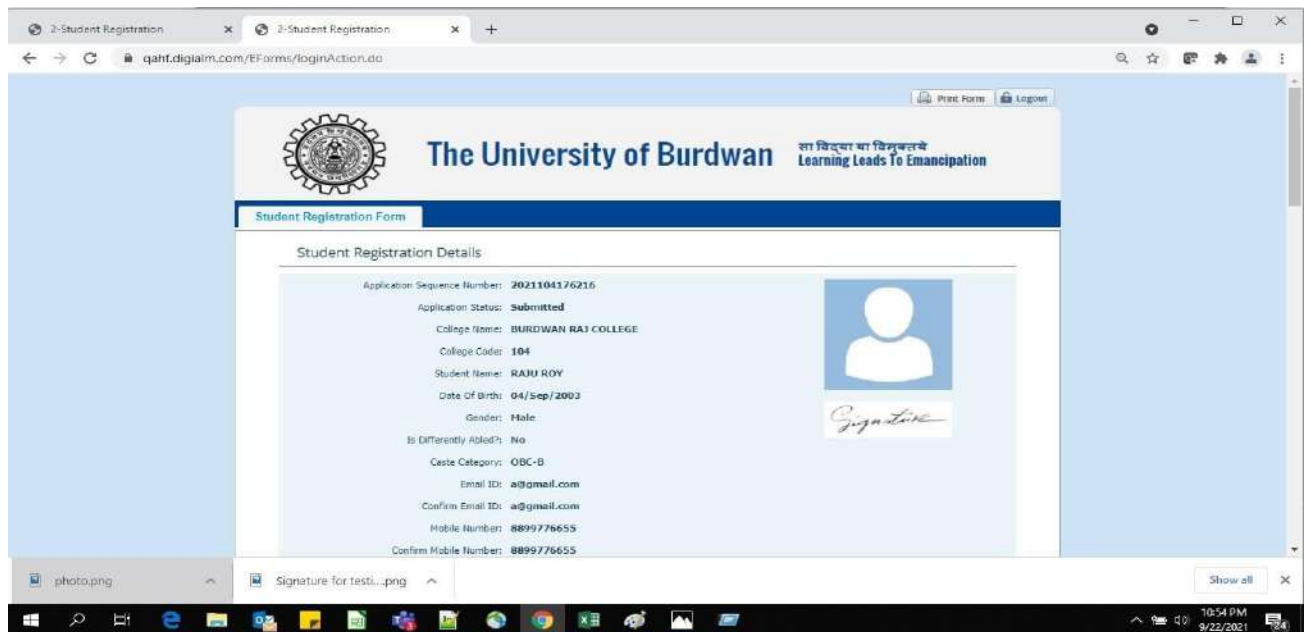 2-Student Registration
2-Student Registration
qahf.digialm.com/EForms/loginAction.do
Print Form
Logout
The University of Burdwan
सा विद्या या विमुक्तये
Learning Leads To Emancipation
Student Registration Form
Student Registration Details
Application Sequence Number: 2021104176216
Application Status: Submitted
College Name: BURDWAN RAJ COLLEGE
College Code: 104
Student Name: RAJU ROY
Date Of Birth: 04/Sep/2003
Gender: Male
Is Differently Abled?: No
Caste Category: OBC-B
Email ID: a@gmail.com
Confirm Email ID: a@gmail.com
Mobile Number: 8899776655
Confirm Mobile Number: 8899776655
Signature
photo.png
Signature for testi....png
Show all
10:54 PM
9/22/2021
24